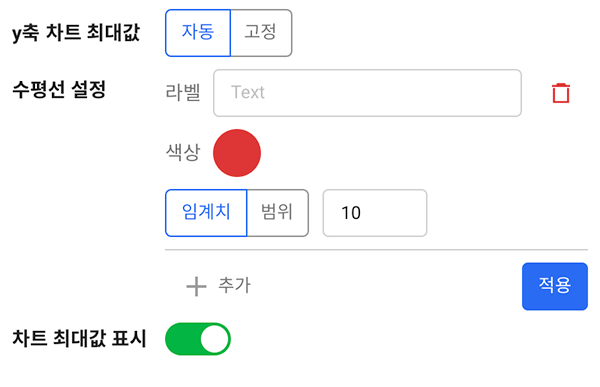 y축 차트 최대값 자동 고정
수평선 설정 라벨 Text
색상
임계치 범위 10
추가 적용
차트 최대값 표시